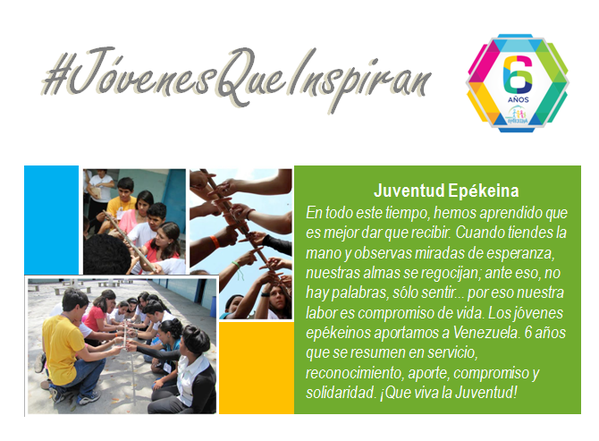 #JóvenesQueInspiran
6
AÑOS
Juventud Epékeina
En todo este tiempo, hemos aprendido que
es mejor dar que recibir. Cuando tiendes la
mano y observas miradas de esperanza,
nuestras almas se regocijan; ante eso, no
hay palabras, sólo sentir... por eso nuestra
labor es compromiso de vida. Los jóvenes
epékeinos aportamos a Venezuela. 6 años
que se resumen en servicio,
reconocimiento, aporte, compromiso y
solidaridad. ¡Que viva la Juventud!